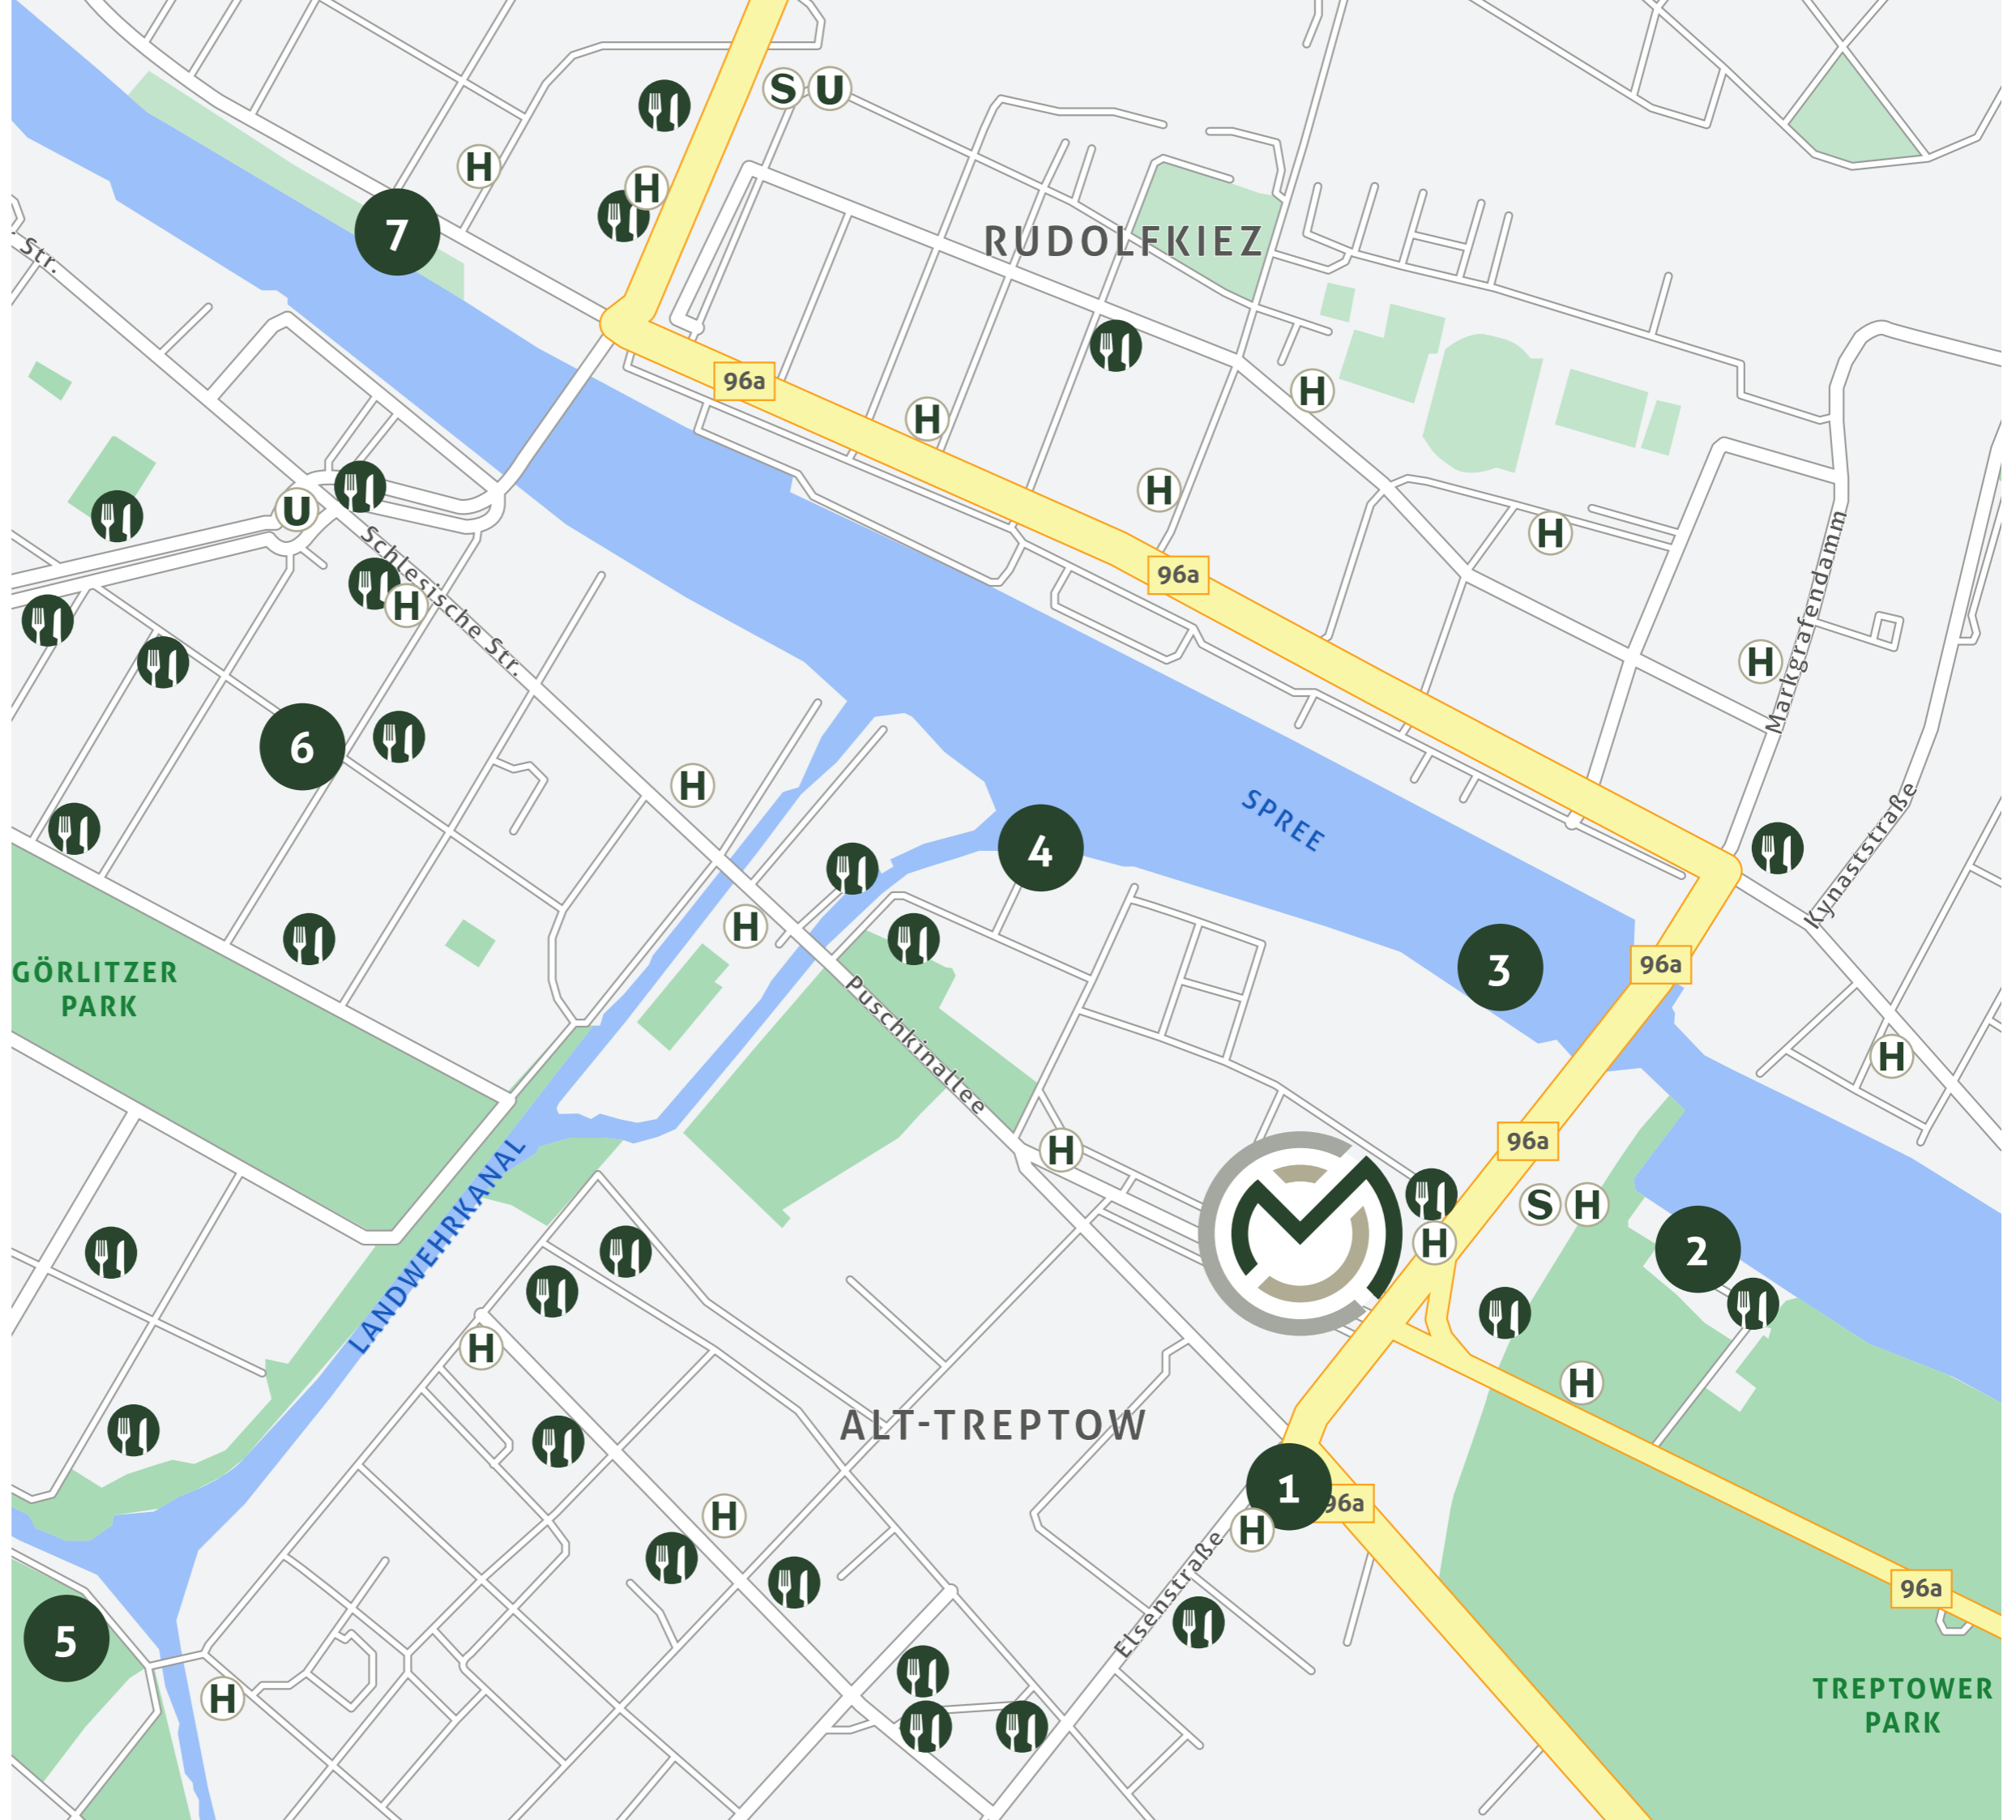 S U
H
H
7
RUDOLFKIEZ
Str.
96a
H
H
H
U
H
96a
Schlesische Str.
H
Markgrafendamm
H
6
H
SPREE
4
Kynaststraße
H
3
96a
GÖRLITZER
PARK
Puschkinallee
H
96a
H
LANDWEHRKANAL
S H
H
2
H
H
ALT-TREPTOW
1
96a
H
H
Elsenstraße
96a
5
H
TREPTOWER
PARK